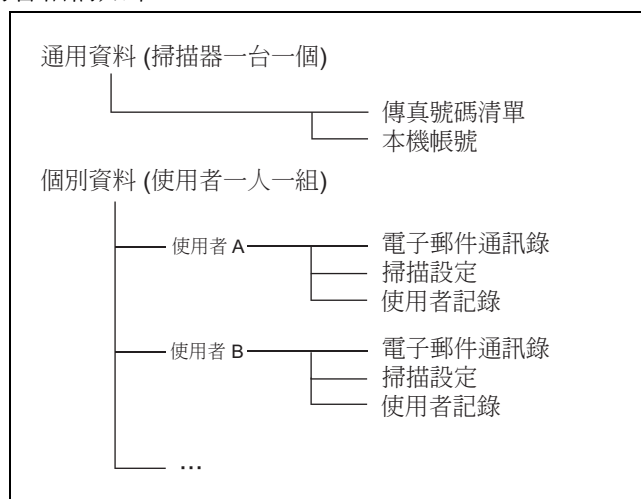 通用資料 (掃描器一台一個)
傳真號碼清單
本機帳號
個別資料 (使用者一人一組)
使用者 A
電子郵件通訊錄
掃描設定
使用者記錄
使用者 B
電子郵件通訊錄
掃描設定
使用者記錄
...